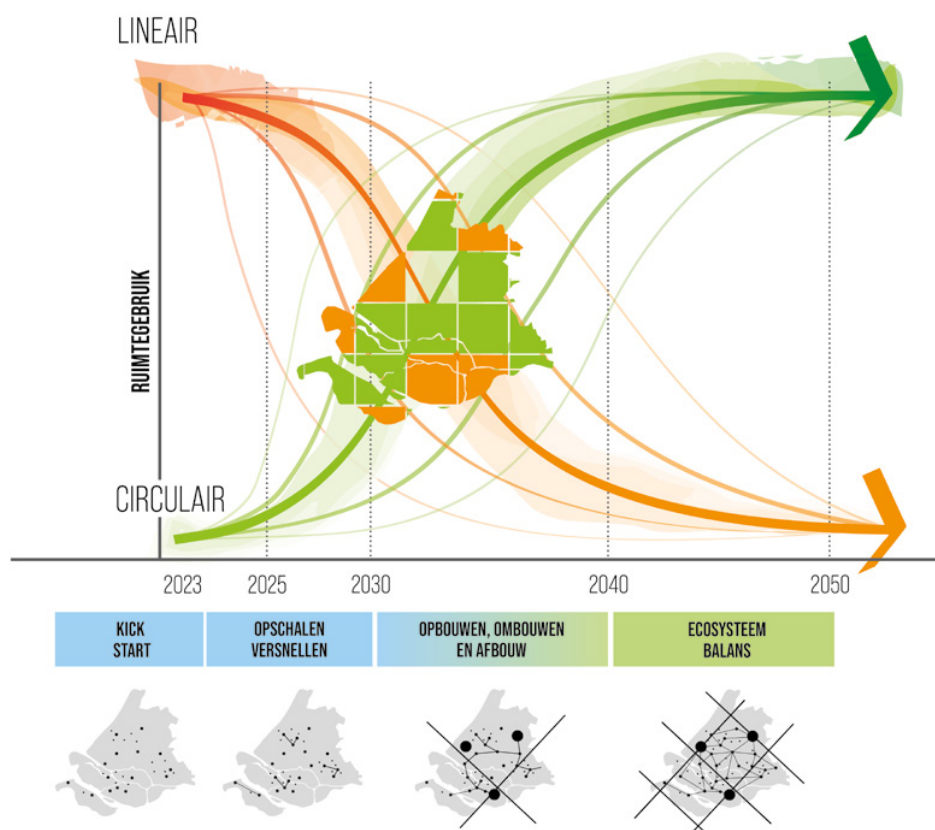 LINEAIR
RUIMTEGEBRUIK
CIRCULAIR
2023 2025 2030 2040 2050
KICK
START
OPSCHALEN
VERSNELLEN
OPBOUWEN, OMBOUWEN
EN AFBOUW
ECOSYSTEEM
BALANS